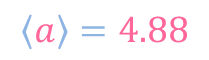 ⟨a⟩ = 4.88